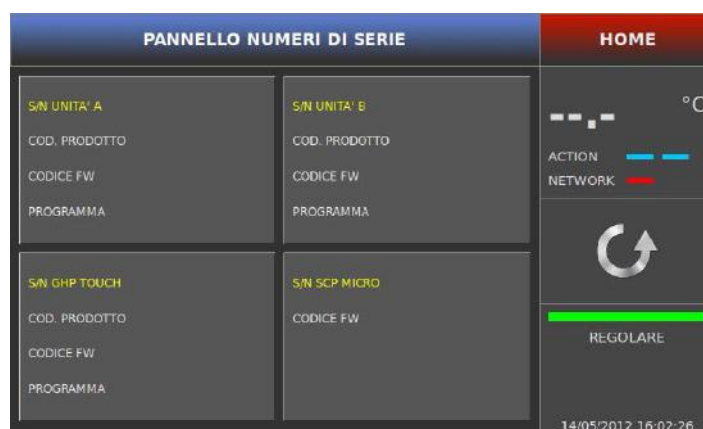 PANNELLO NUMERI DI SERIE
HOME
S/N UNITA' A
COD. PRODOTTO
CODICE FW
PROGRAMMA
S/N UNITA' B
COD. PRODOTTO
CODICE FW
PROGRAMMA
S/N GHP TOUCH
COD. PRODOTTO
CODICE FW
PROGRAMMA
S/N SCP MICRO
CODICE FW
--.- °C
ACTION
NETWORK
REGOLARE
14/05/2012 16:02:26